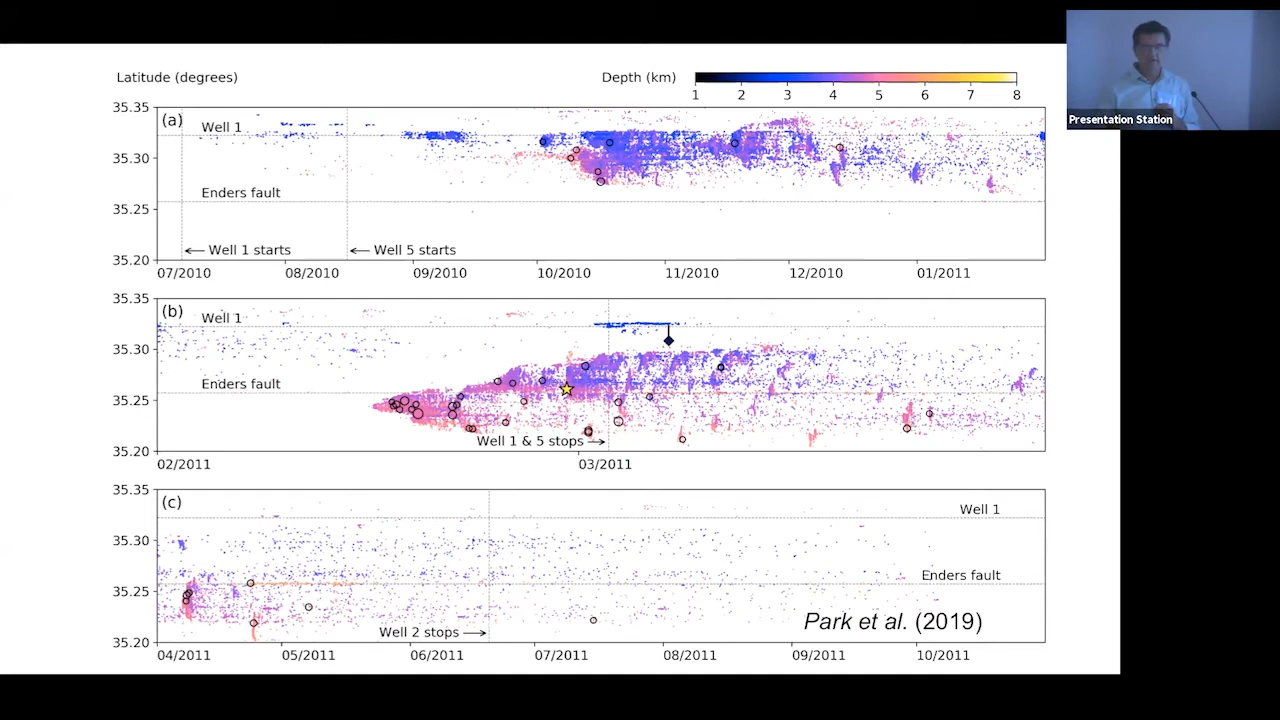 Latitude (degrees)
Depth (km)
1 2 3 4 5 6 7 8
Presentation Station
(a)
35.35
Well 1
35.30
Enders fault
35.25
Well 1 starts
Well 5 starts
35.20
07/2010 08/2010 09/2010 10/2010 11/2010 12/2010 01/2011
(b)
35.35
Well 1
35.30
Enders fault
35.25
Well 1 & 5 stops
35.20
02/2011 03/2011
(c)
35.35
Well 1
35.30
Enders fault
35.25
Park et al. (2019)
Well 2 stops
35.20
04/2011 05/2011 06/2011 07/2011 08/2011 09/2011 10/2011